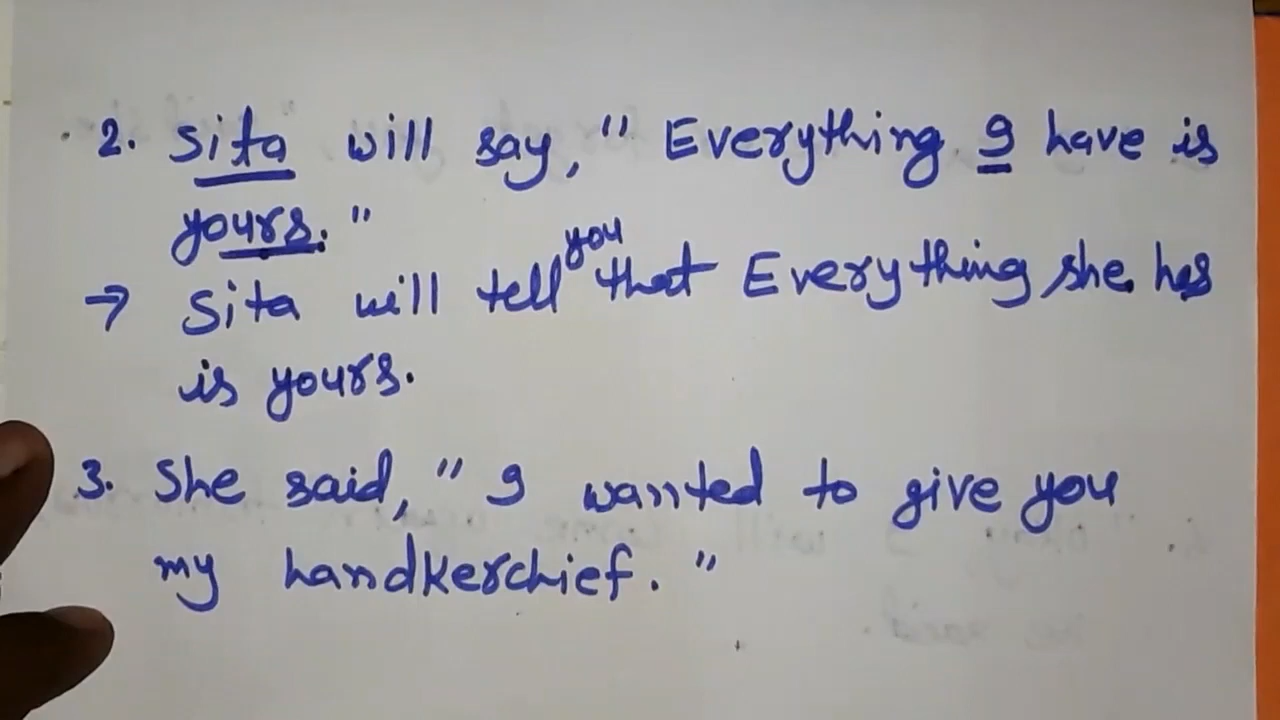 2. Sita will say, " Everything I have is
yours. "
→ Sita will tell you that Everything she has
is yours.
3. She said, " I wanted to give you
my handkerchief. "